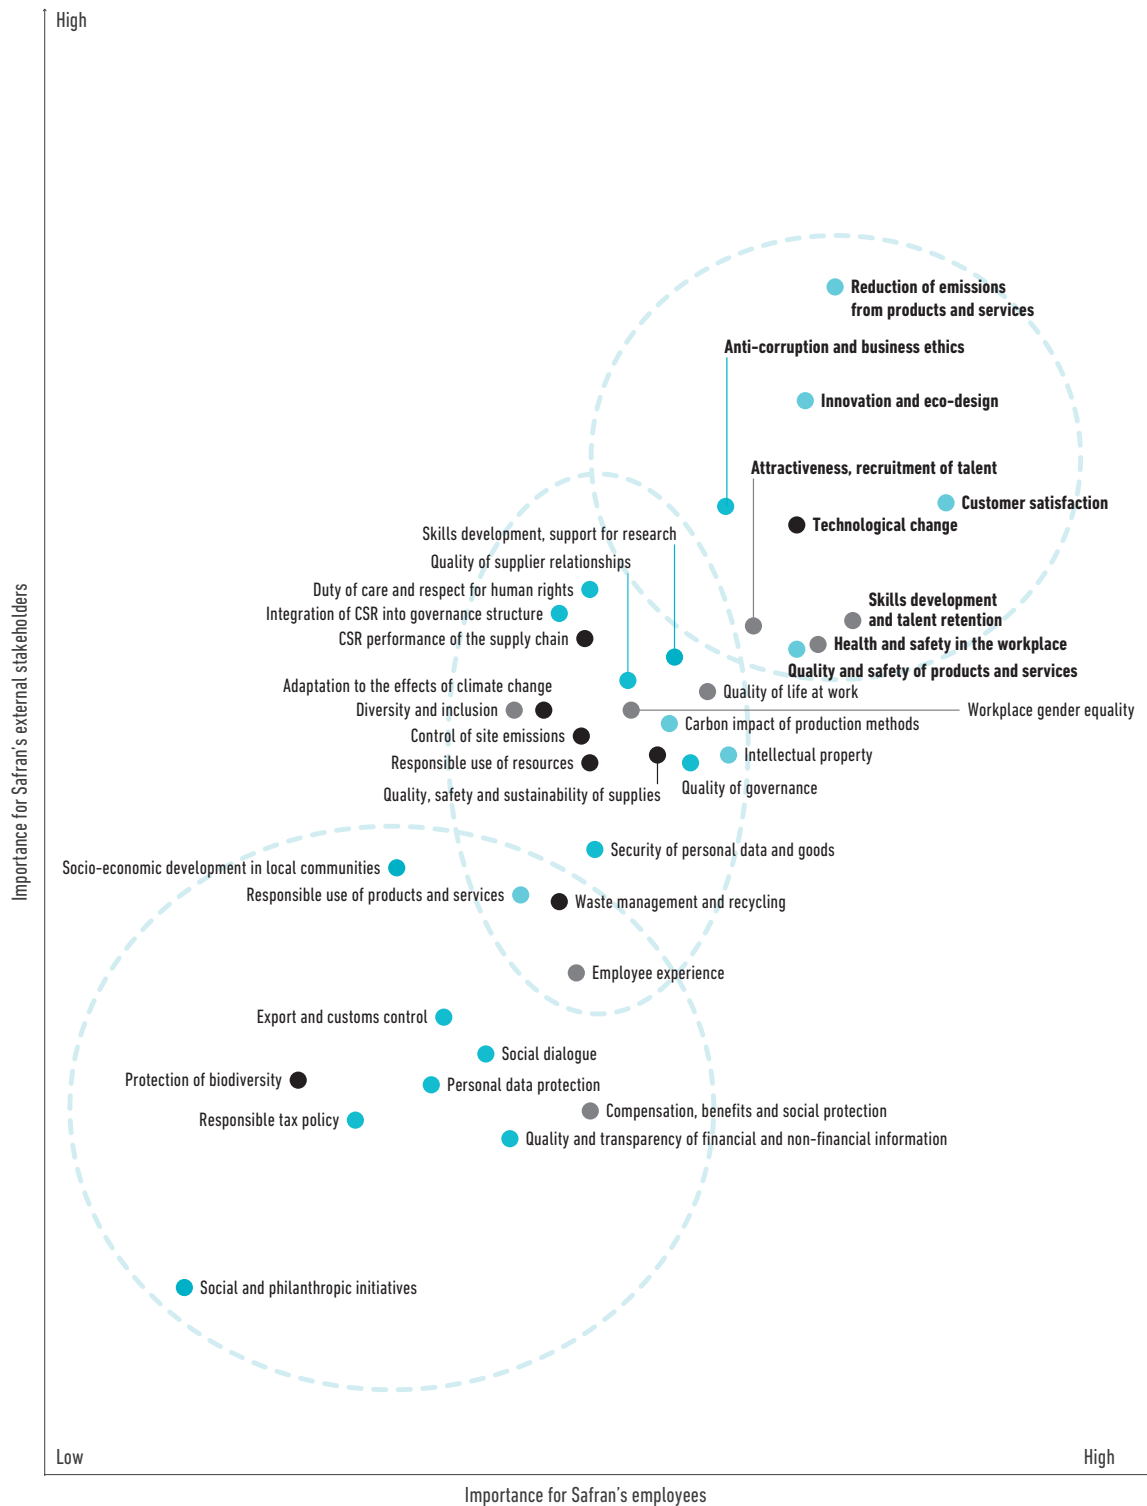 High
Reduction of emissions
from products and services
Anti-corruption and business ethics
Innovation and eco-design
Attractiveness, recruitment of talent
Customer satisfaction
Technological change
Skills development, support for research
Quality of supplier relationships
Duty of care and respect for human rights
Skills development
and talent retention
Integration of CSR into governance structure
CSR performance of the supply chain
Health and safety in the workplace
Quality and safety of products and services
Adaptation to the effects of climate change
Quality of life at work
Diversity and inclusion
Workplace gender equality
Carbon impact of production methods
Control of site emissions
Intellectual property
Responsible use of resources
Quality, safety and sustainability of supplies
Quality of governance
Importance for Safran's external stakeholders
Security of personal data and goods
Socio-economic development in local communities
Responsible use of products and services
Waste management and recycling
Employee experience
Export and customs control
Social dialogue
Protection of biodiversity
Personal data protection
Compensation, benefits and social protection
Responsible tax policy
Quality and transparency of financial and non-financial information
Social and philanthropic initiatives
Low
High
Importance for Safran's employees